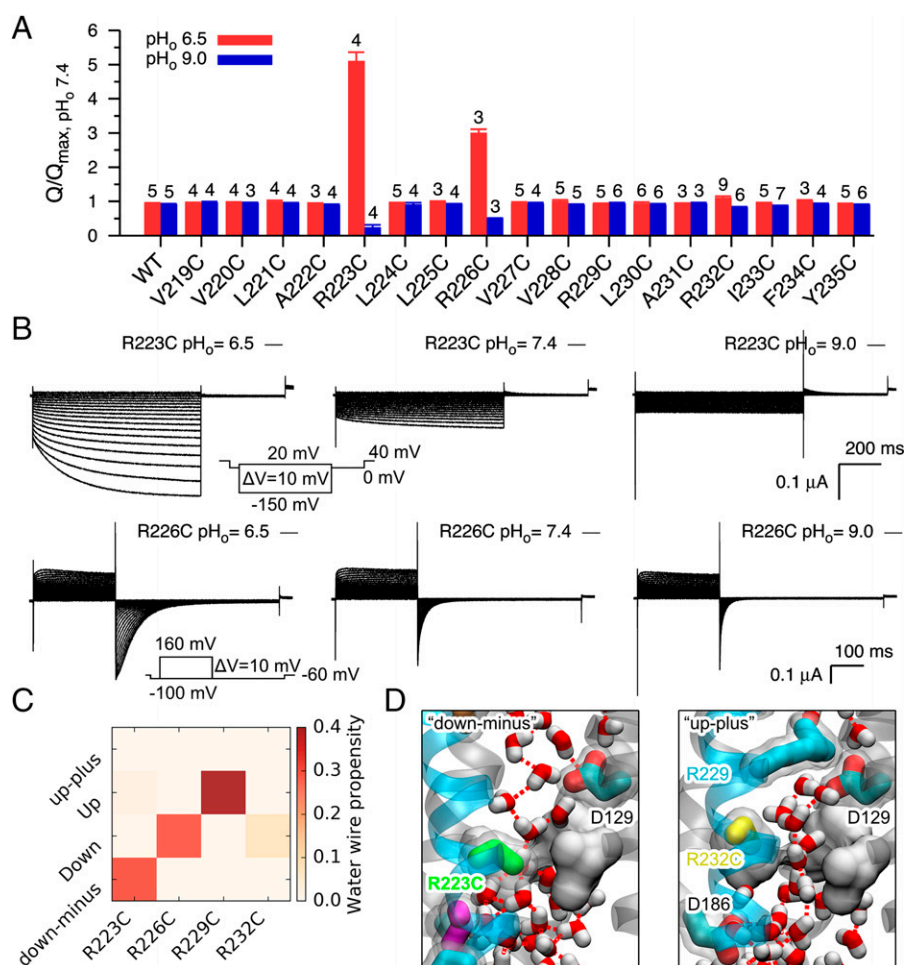 A
Q/Qmax, pHo 7.4
6
5
4
3
2
1
0
pHo 6.5
pHo 9.0
5 5 4 4 4 3 4 4 3 4 4 4 5 4 3 4 3 3 5 4 4 5 5 6 6 6 3 3 9 6 5 7 3 4 5 6
WT V219C V220C L221C A222C R223C L224C L225C R226C V227C V228C R229C L230C A231C R232C I233C F234C Y235C
B
R223C pHo= 6.5 R223C pHo= 7.4 R223C pHo= 9.0
20 mV 40 mV
ΔV=10 mV 0 mV
-150 mV
200 ms
0.1 µA
R226C pHo= 6.5 R226C pHo= 7.4 R226C pHo= 9.0
160 mV
ΔV=10 mV -60 mV
-100 mV
100 ms
0.1 µA
C
up-plus
Up
Down
down-minus
R223C R226C R229C R232C
0.4
0.3
0.2
0.1
0.0
Water wire propensity
D
"down-minus"
D129
R223C
"up-plus"
R229
D129
R232C
D186